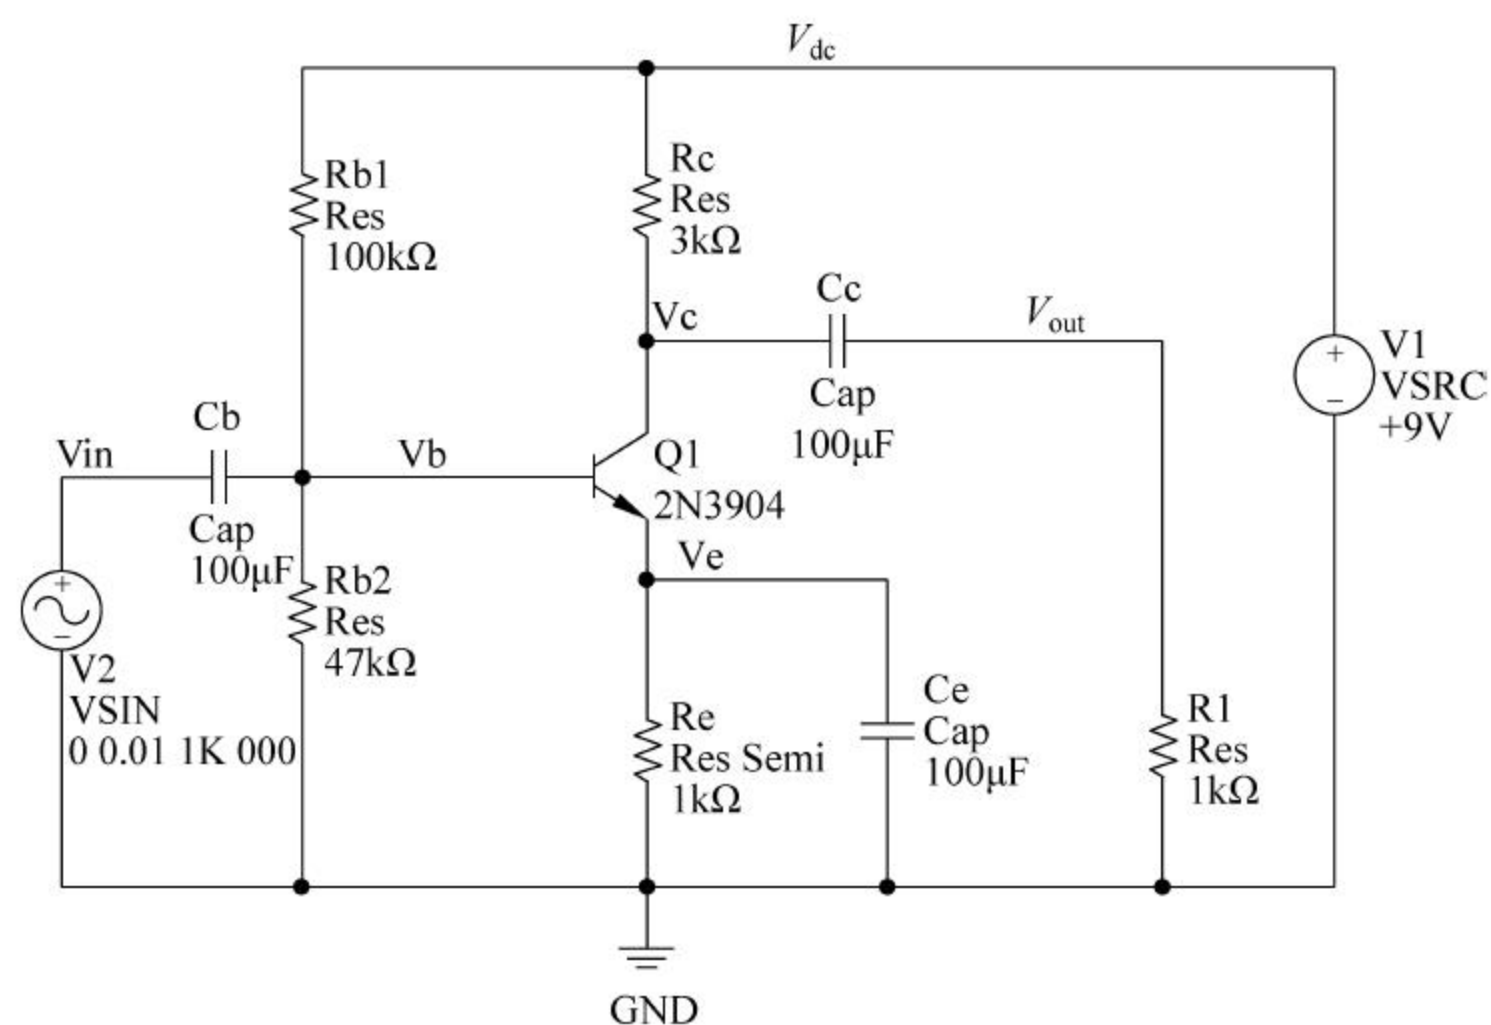 Vdc
Rb1
Res
100kΩ
Rc
Res
3kΩ
Vc
Cc
Cap
100μF
Vout
V1
VSRC
+9V
Vin
Cb
Cap
100μF
Vb
Q1
2N3904
Ve
V2
VSIN
0 0.01 1K 000
Rb2
Res
47kΩ
Re
Res Semi
1kΩ
Ce
Cap
100μF
R1
Res
1kΩ
GND